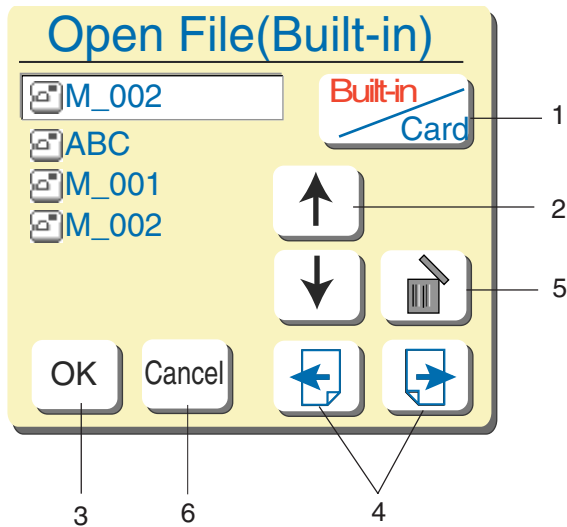 Open File(Built-in)
M_002
Built-in
Card
1
ABC
M_001
M_002
2
5
OK
Cancel
3
6
4